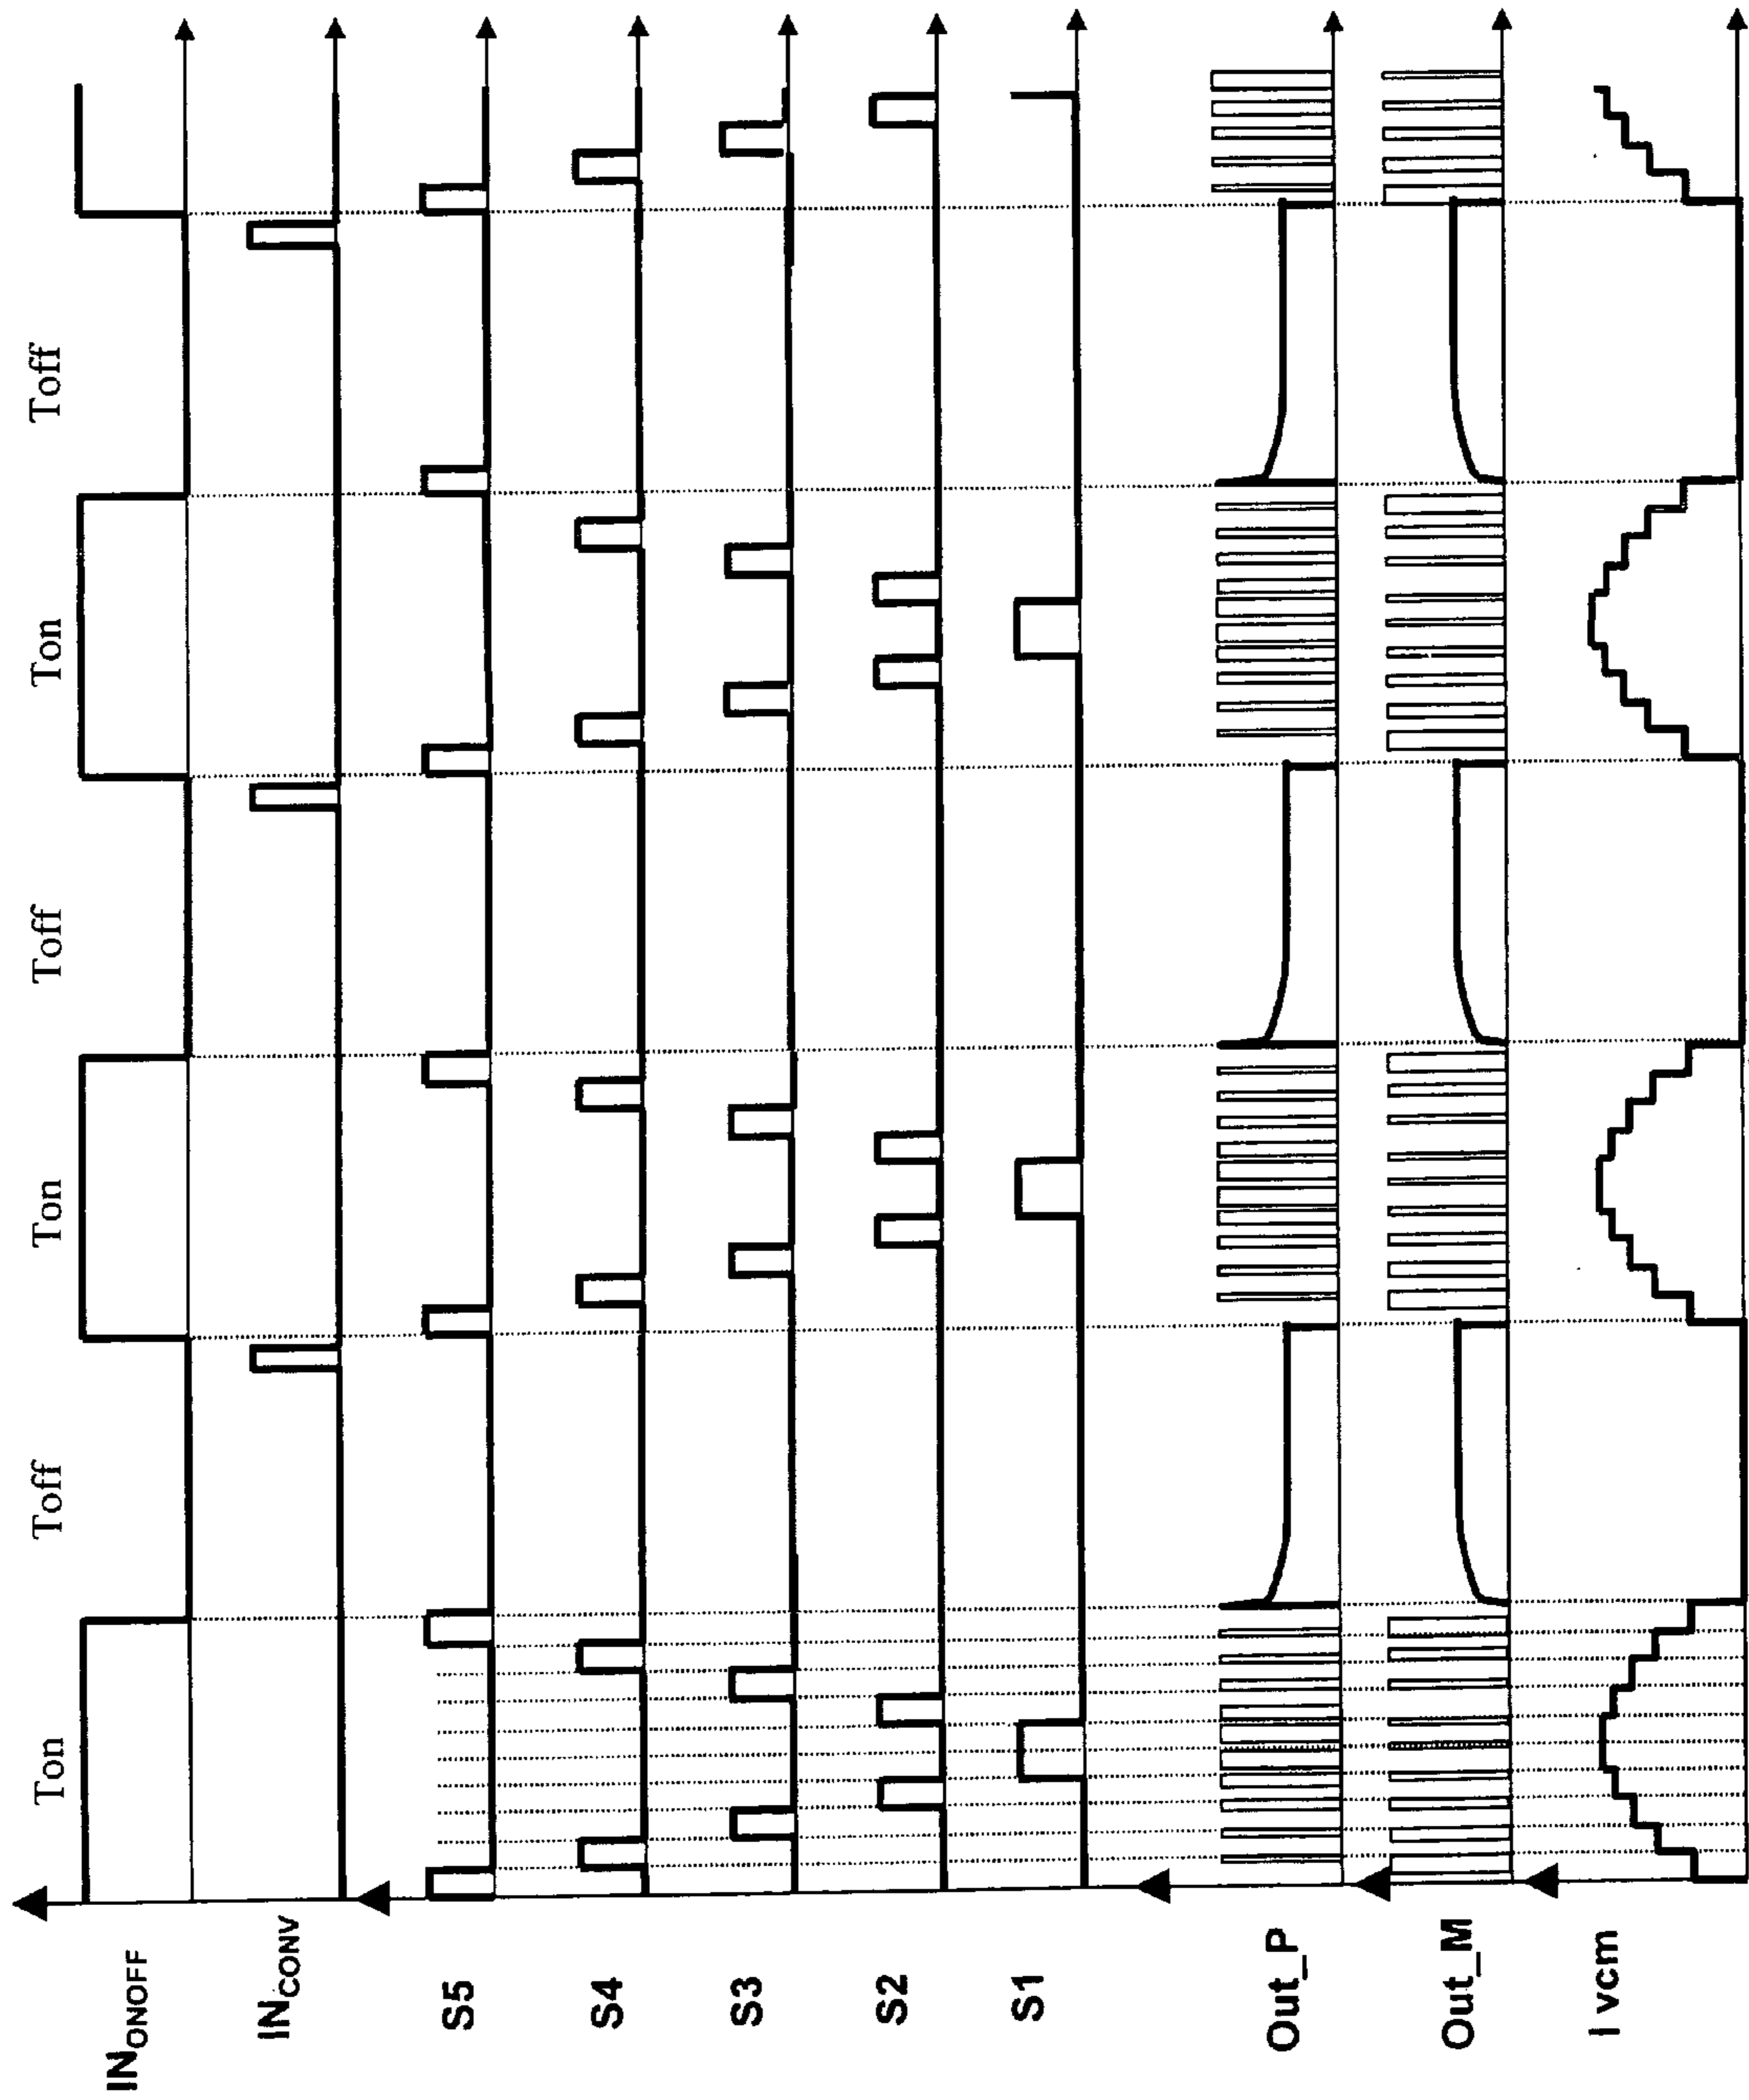 Ton Toff Ton Toff Ton Toff
IN_ONOFF
IN_CONV
S5
S4
S3
S2
S1
Out_P
Out_M
I vcm